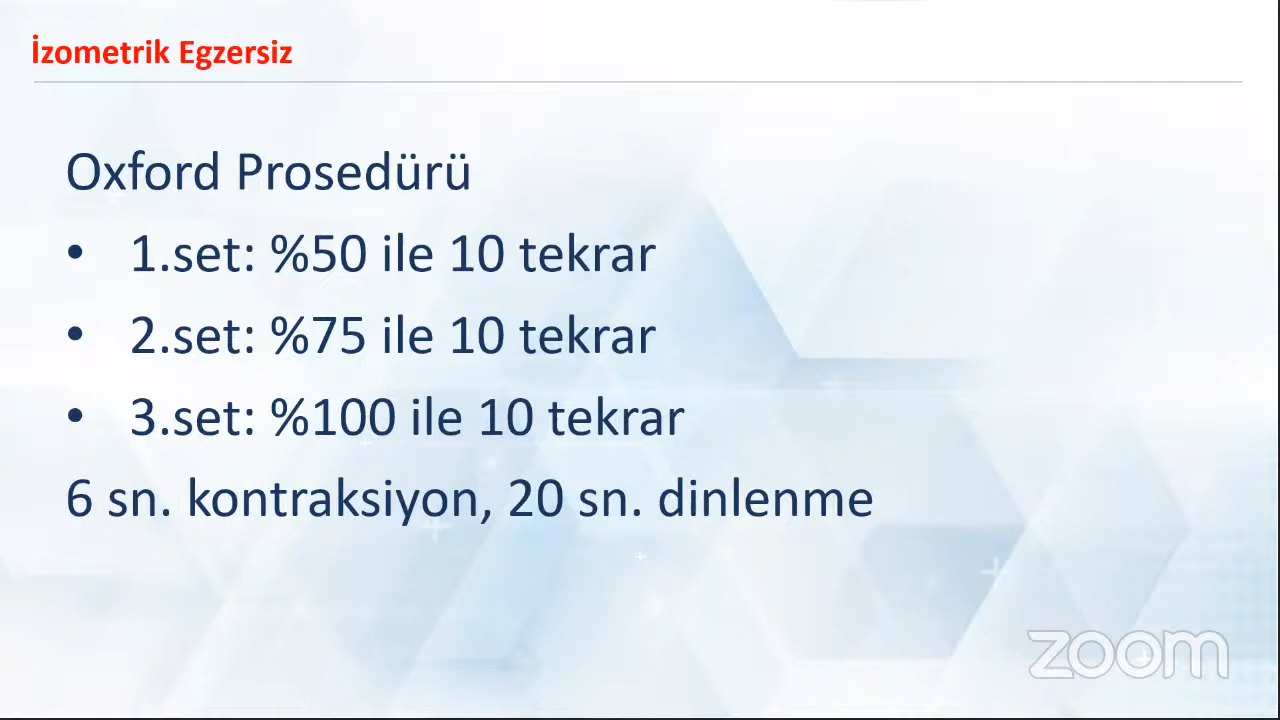 İzometrik Egzersiz
Oxford Prosedürü
• 1.set: %50 ile 10 tekrar
• 2.set: %75 ile 10 tekrar
• 3.set: %100 ile 10 tekrar
6 sn. kontraksiyon, 20 sn. dinlenme
zoom